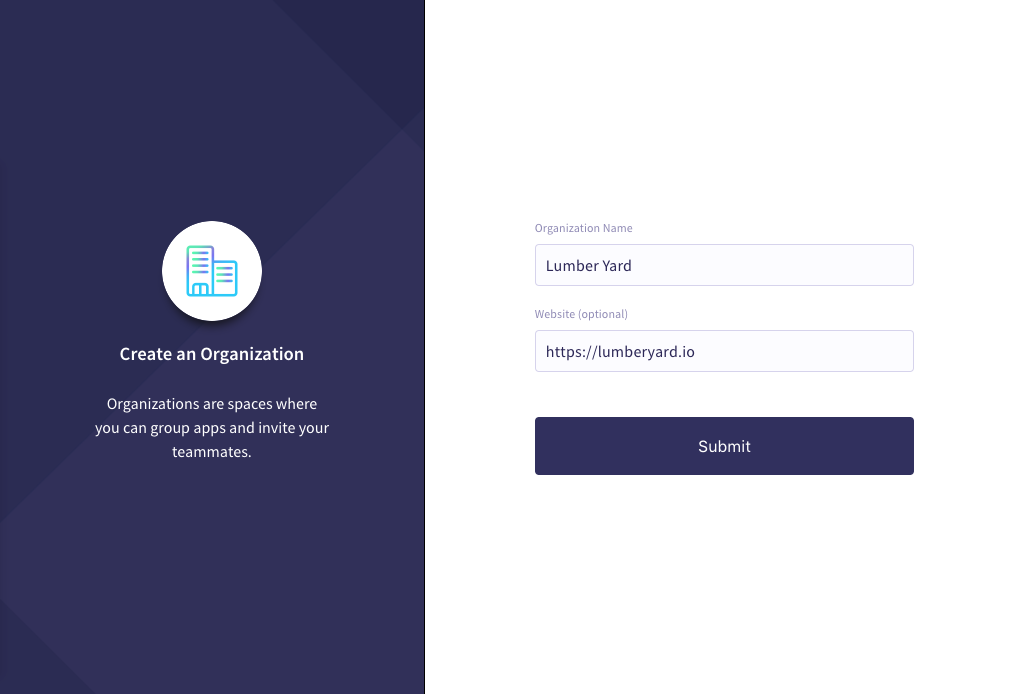 Create an Organization
Organizations are spaces where
you can group apps and invite your
teammates.
Organization Name
Lumber Yard
Website (optional)
https://lumberyard.io
Submit